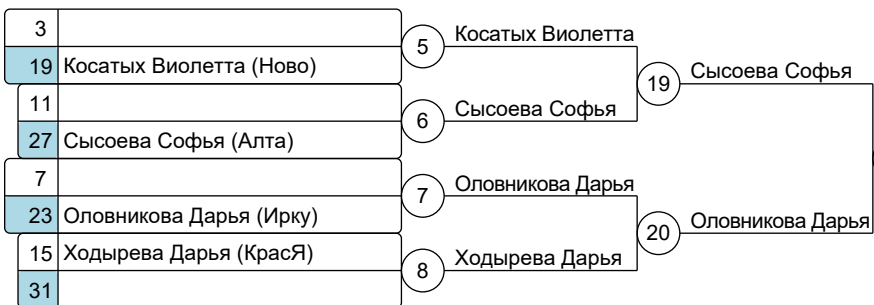 3
19 Косатых Виолетта (Ново)
5
Косатых Виолетта
11
27 Сысоева Софья (Алта)
6
Сысоева Софья
19
Сысоева Софья
7
23 Оловникова Дарья (Ирку)
7
Оловникова Дарья
15 Ходырева Дарья (КрасЯ)
31
8
Ходырева Дарья
20
Оловникова Дарья